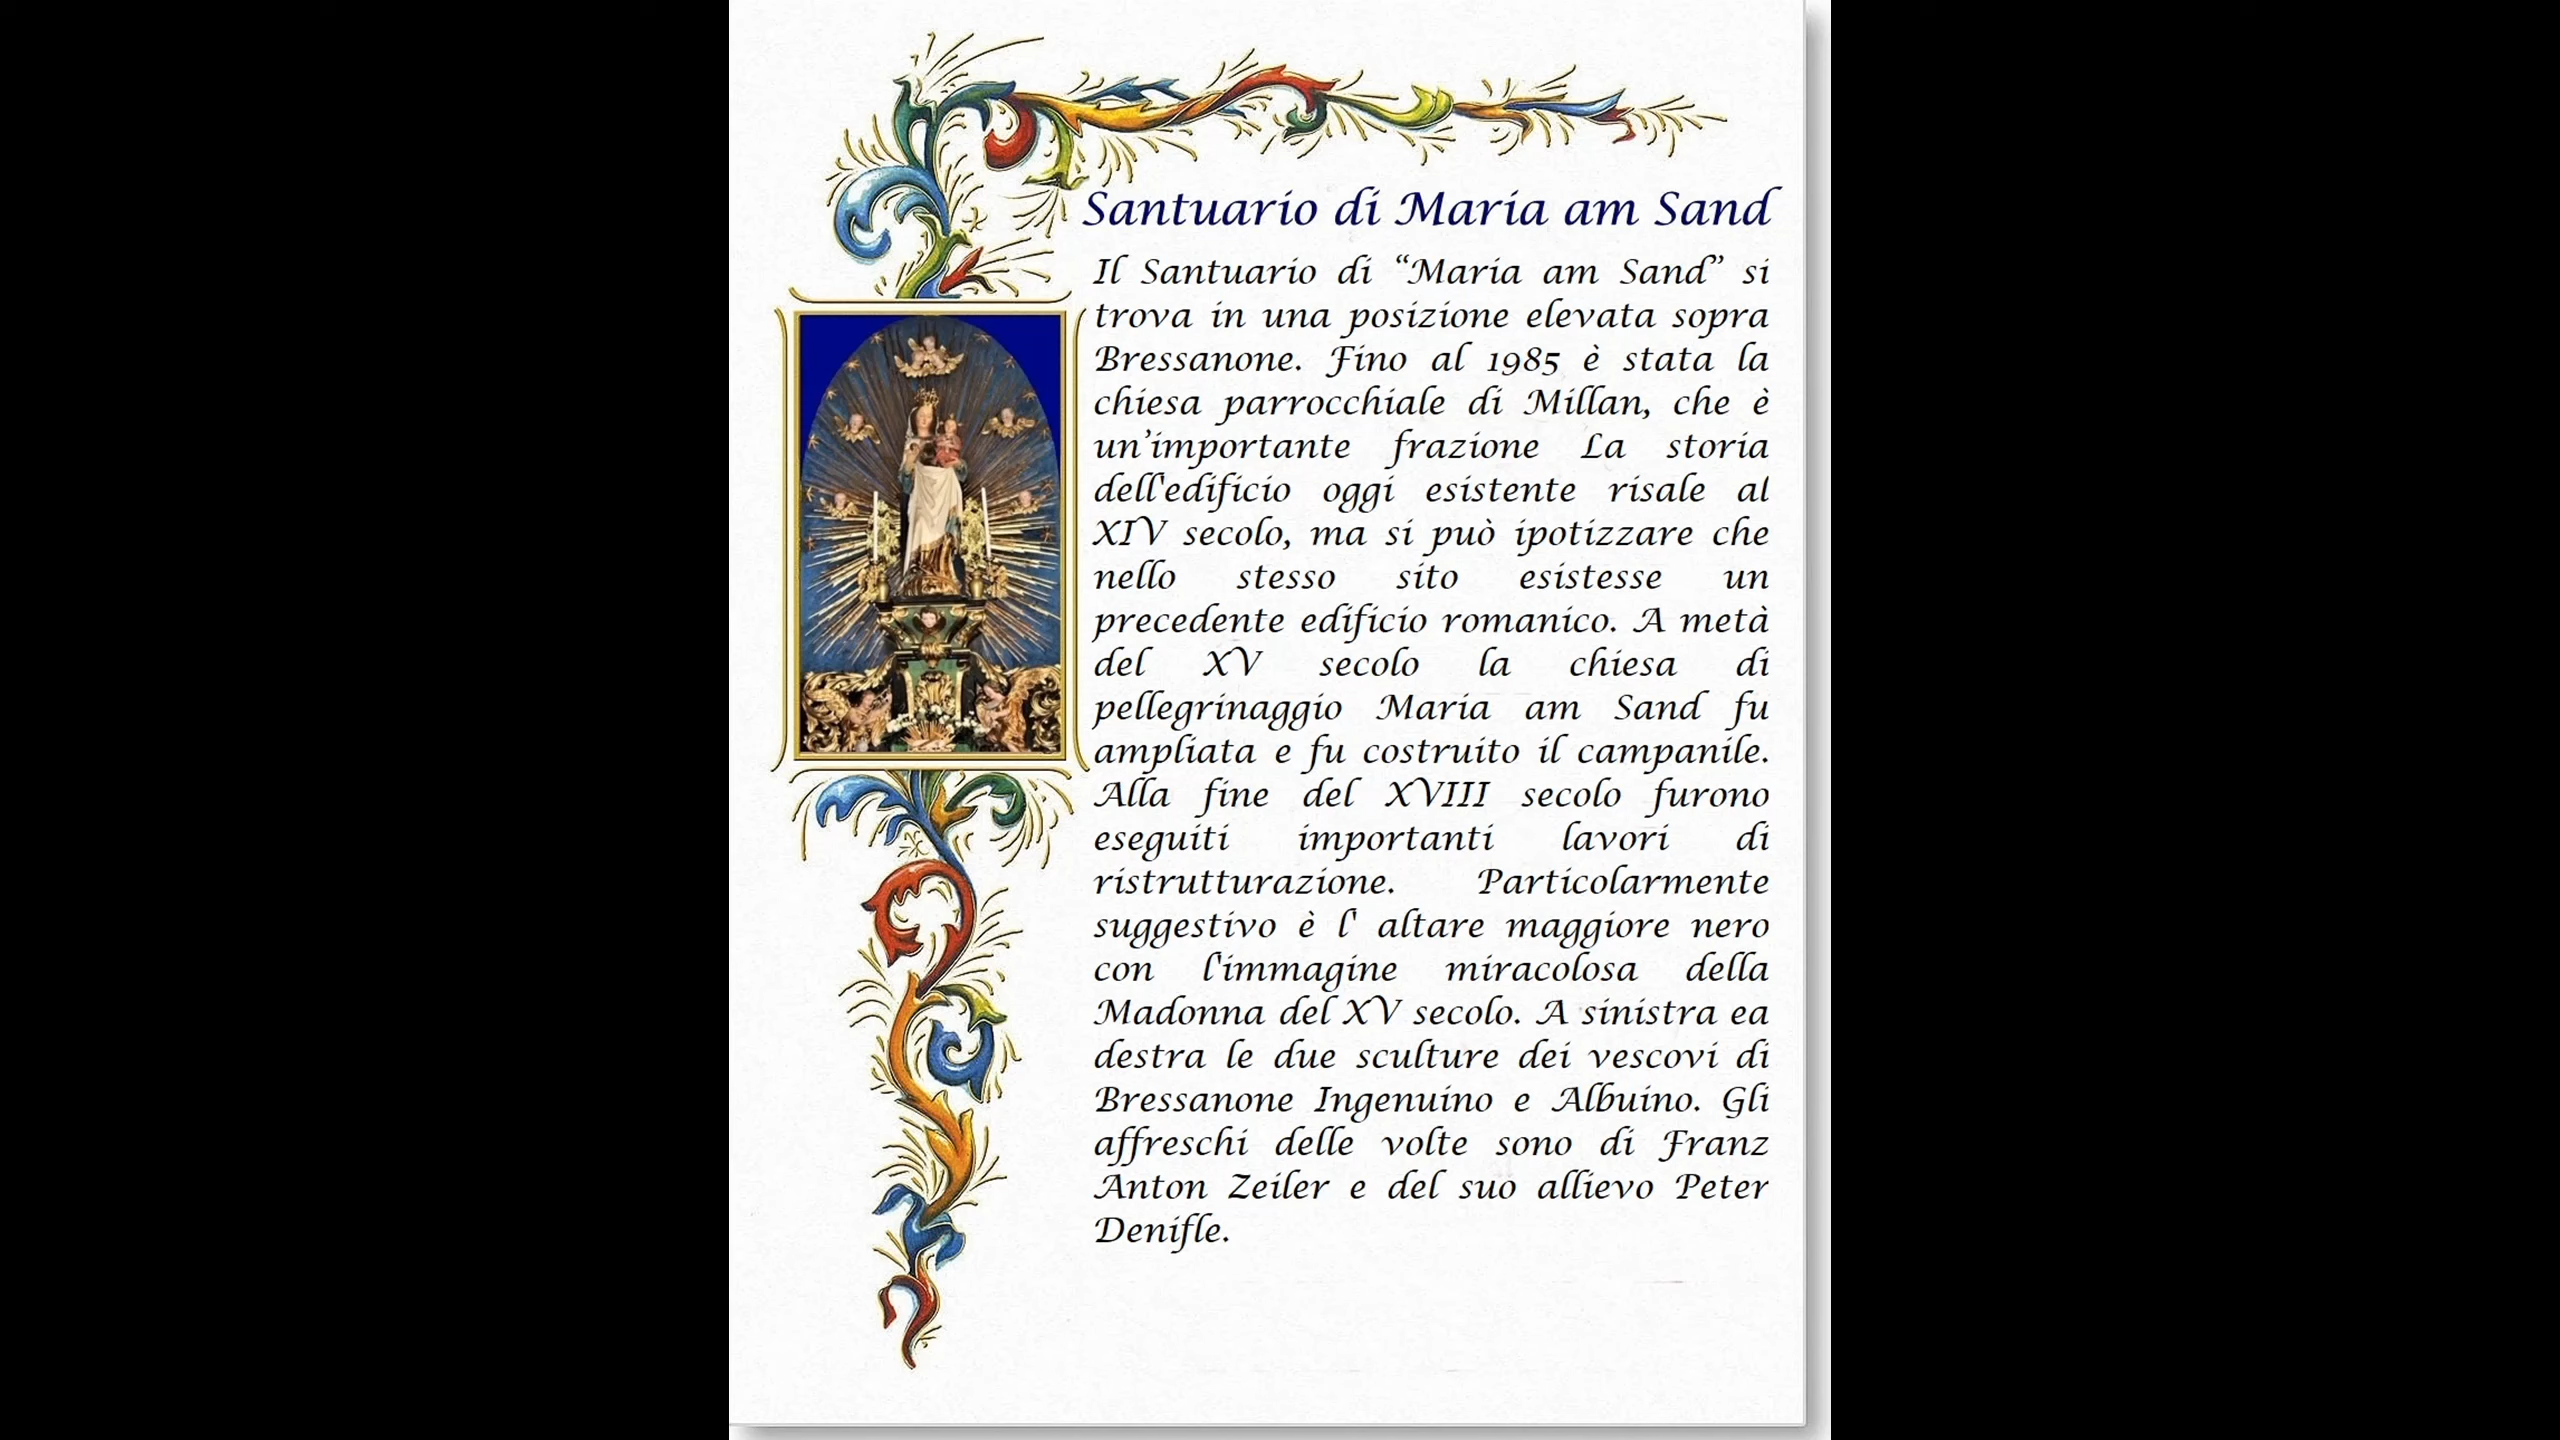 Santuario di Maria am Sand
Il Santuario di “Maria am Sand” si
trova in una posizione elevata sopra
Bressanone. Fino al 1985 è stata la
chiesa parrocchiale di Millan, che è
un’importante frazione La storia
dell'edificio oggi esistente risale al
XIV secolo, ma si può ipotizzare che
nello stesso sito esistesse un
precedente edificio romanico. A metà
del XV secolo la chiesa di
pellegrinaggio Maria am Sand fu
ampliata e fu costruito il campanile.
Alla fine del XVIII secolo furono
eseguiti importanti lavori di
ristrutturazione. Particolarmente
suggestivo è l' altare maggiore nero
con l'immagine miracolosa della
Madonna del XV secolo. A sinistra ea
destra le due sculture dei vescovi di
Bressanone Ingenuino e Albuino. Gli
affreschi delle volte sono di Franz
Anton Zeiler e del suo allievo Peter
Denifle.